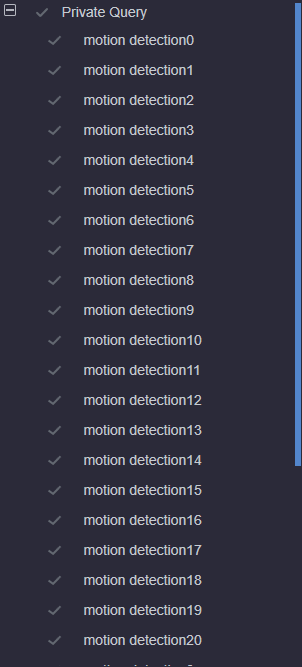 Private Query
motion detection0
motion detection1
motion detection2
motion detection3
motion detection4
motion detection5
motion detection6
motion detection7
motion detection8
motion detection9
motion detection10
motion detection11
motion detection12
motion detection13
motion detection14
motion detection15
motion detection16
motion detection17
motion detection18
motion detection19
motion detection20